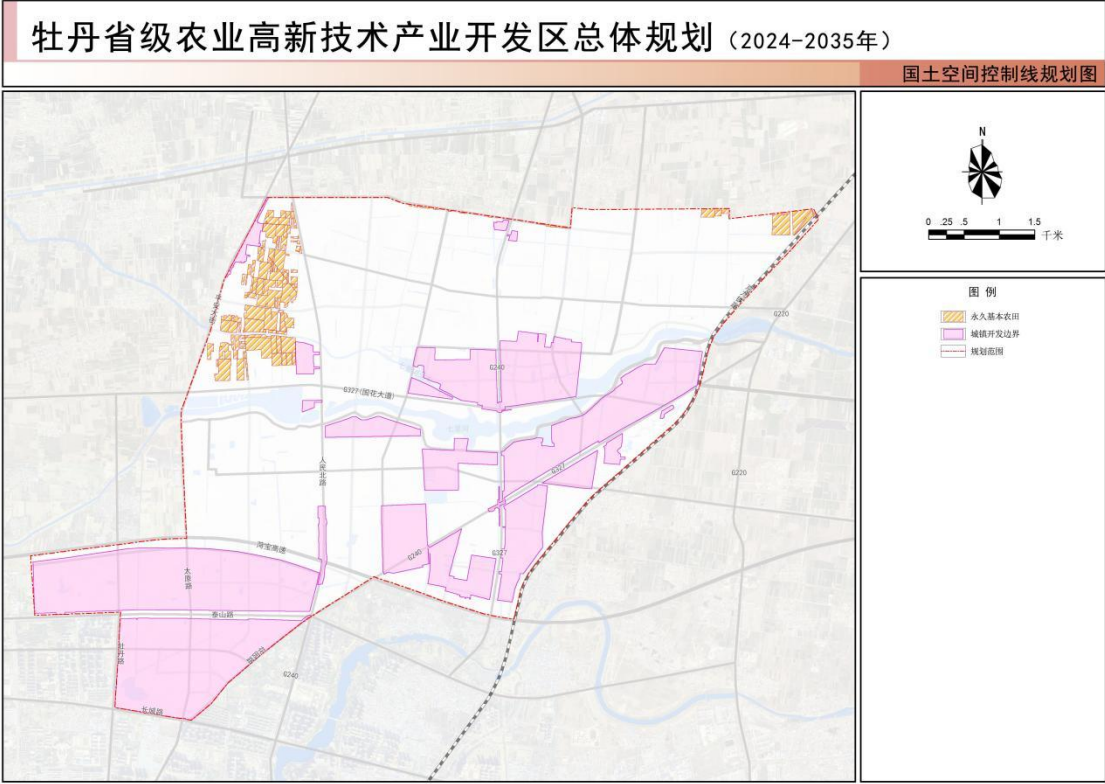 牡丹省级农业高新技术产业开发区总体规划（2024-2035年）
国土空间控制线规划图
N
0 .25 .5 1 1.5
千米
图 例
永久基本农田
城镇开发边界
规划范围
G220
G240
G327(国花大道)
人民北路
G327
G220
菏宝高速
G240
G327
太原路
泰山路
牡丹路
G240
长城路